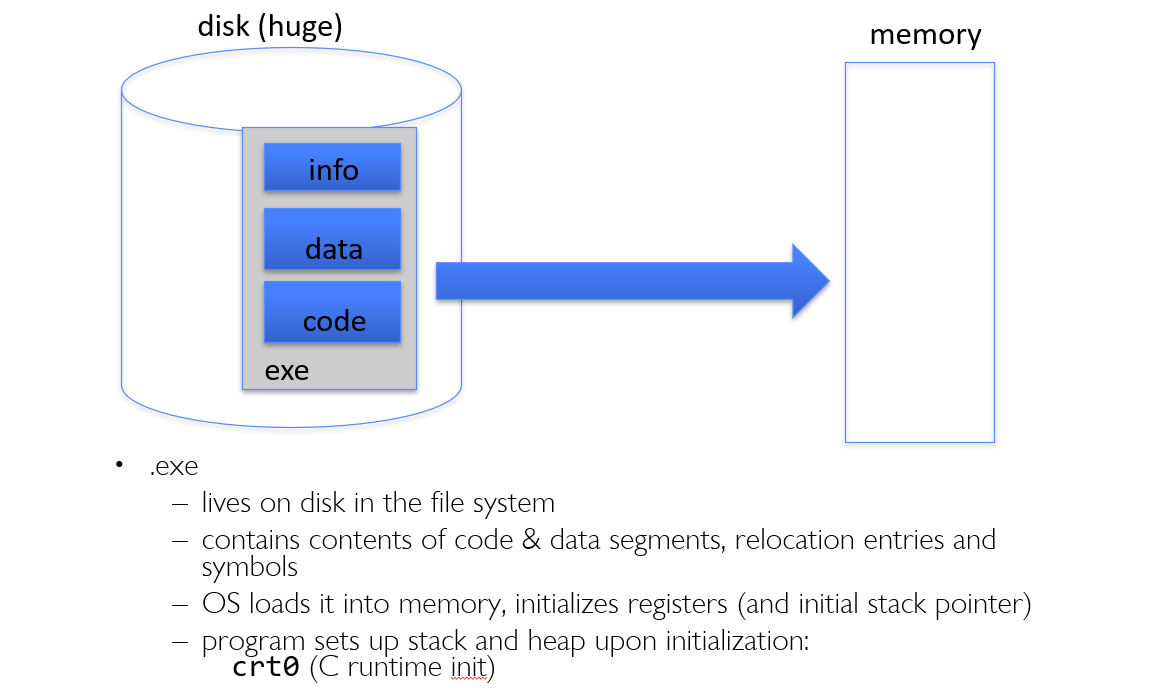 disk (huge)
memory
info
data
code
exe
• .exe
– lives on disk in the file system
– contains contents of code & data segments, relocation entries and
symbols
– OS loads it into memory, initializes registers (and initial stack pointer)
– program sets up stack and heap upon initialization:
crt0 (C runtime init)